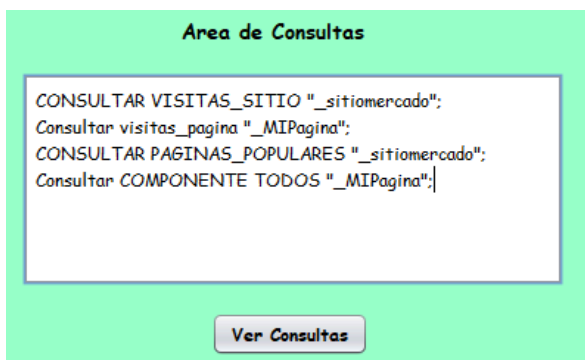 Area de Consultas
CONSULTAR VISITAS_SITIO "_sitiomercado";
Consultar visitas_pagina "_MIPagina";
CONSULTAR PAGINAS_POPULARES "_sitiomercado";
Consultar COMPONENTE TODOS "_MIPagina";
Ver Consultas